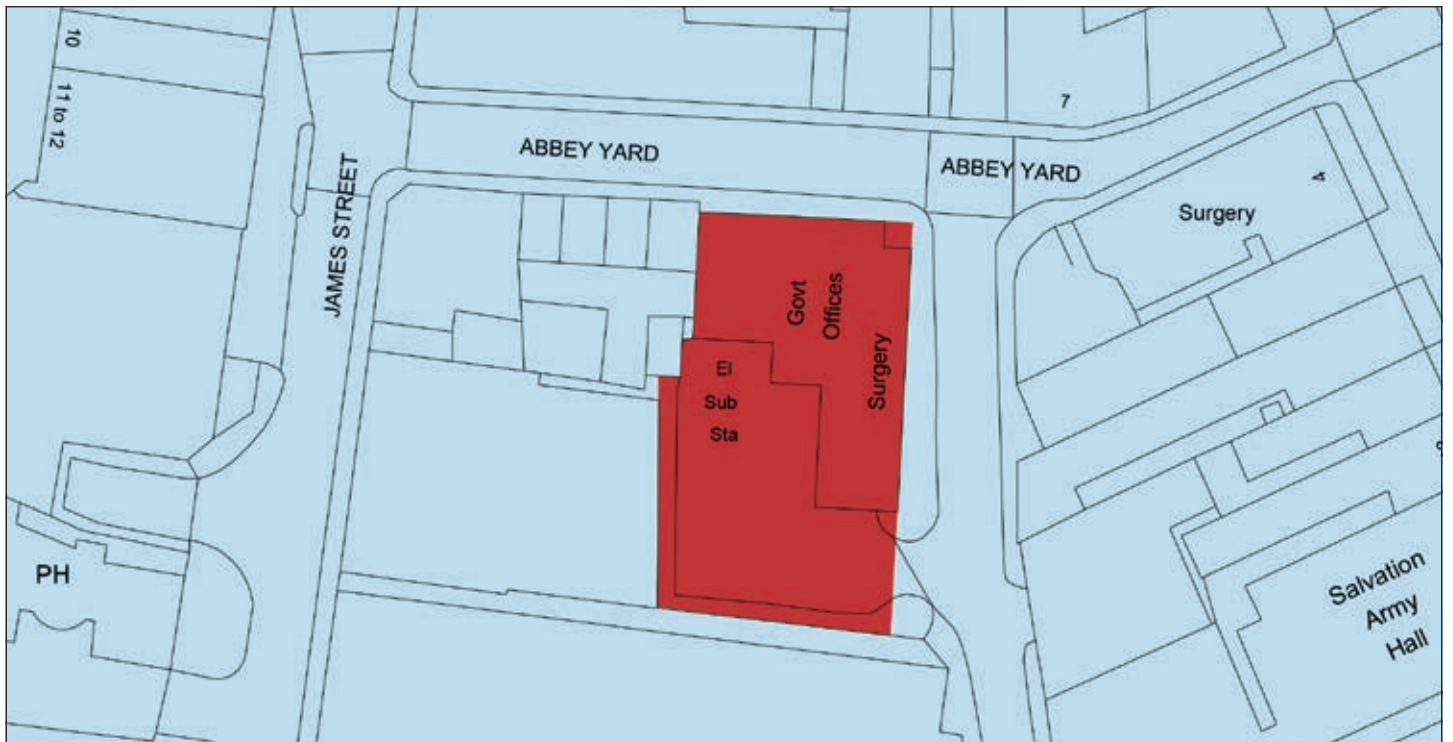 10
11 to 12
JAMES STREET
ABBEY YARD
ABBEY YARD
7
4
Surgery
Govt
Offices
Surgery
El
Sub
Sta
PH
Salvation
Army
Hall